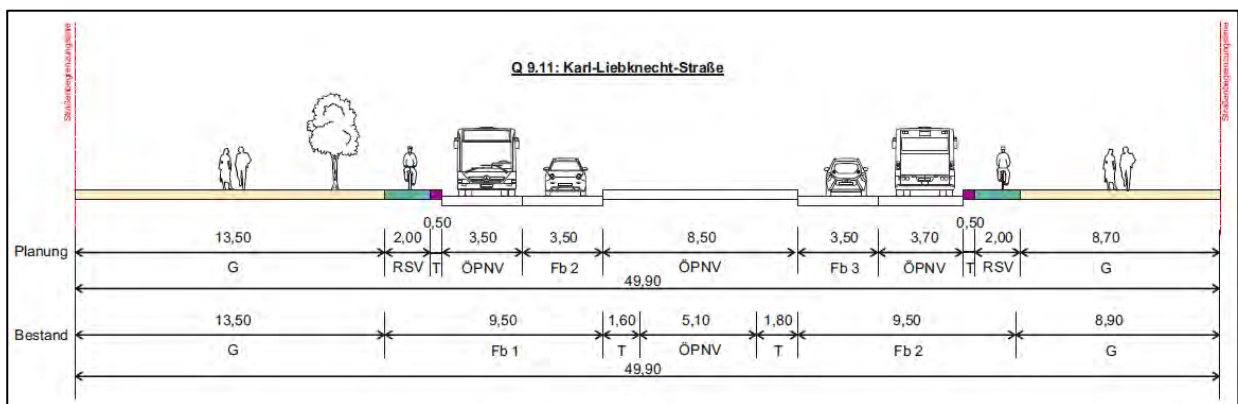 Straßenbegrenzungslinie
Straßenbegrenzungslinie
Q 9.11: Karl-Liebknecht-Straße
0,50 0,50
Planung 13,50 2,00 3,50 3,50 8,50 3,50 3,70 2,00 8,70
G RSV T ÖPNV Fb 2 ÖPNV Fb 3 ÖPNV T RSV G
49,90
Bestand 13,50 9,50 1,60 5,10 1,80 9,50 8,90
G Fb 1 T ÖPNV T Fb 2 G
49,90